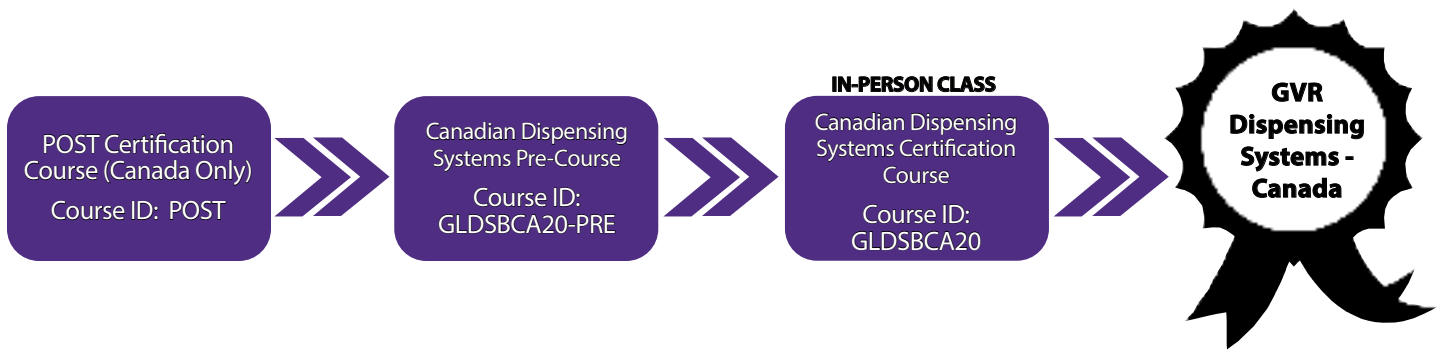 POST Certification
Course (Canada Only)
Course ID:  POST
Canadian Dispensing
Systems Pre-Course
Course ID:
GLDSBCA20-PRE
IN-PERSON CLASS
Canadian Dispensing
Systems Certification
Course
Course ID:
GLDSBCA20
GVR
Dispensing
Systems -
Canada